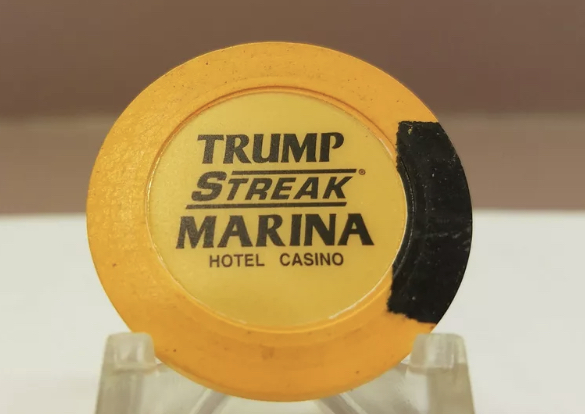 TRUMP
STREAK®
MARINA
HOTEL CASINO